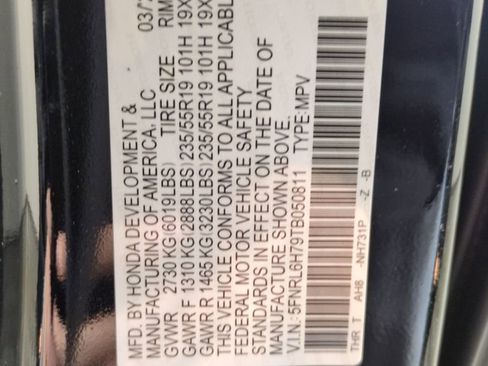 MFD. BY HONDA DEVELOPMENT & 03/
MANUFACTURING OF AMERICA, LLC
GVWR 2730 KG(6019LBS) TIRE SIZE RIM
GAWR F 1310 KG(2888LBS) 235/55R19 101H 19X
GAWR R 1465 KG(3230LBS) 235/55R19 101H 19X
THIS VEHICLE CONFORMS TO ALL APPLICABL
FEDERAL MOTOR VEHICLE SAFETY
STANDARDS IN EFFECT ON THE DATE OF
MANUFACTURE SHOWN ABOVE.
V.I.N.: 5FNRL6H79TB050811 TYPE:MPV
THR T AH8 -NH731P -Z -B